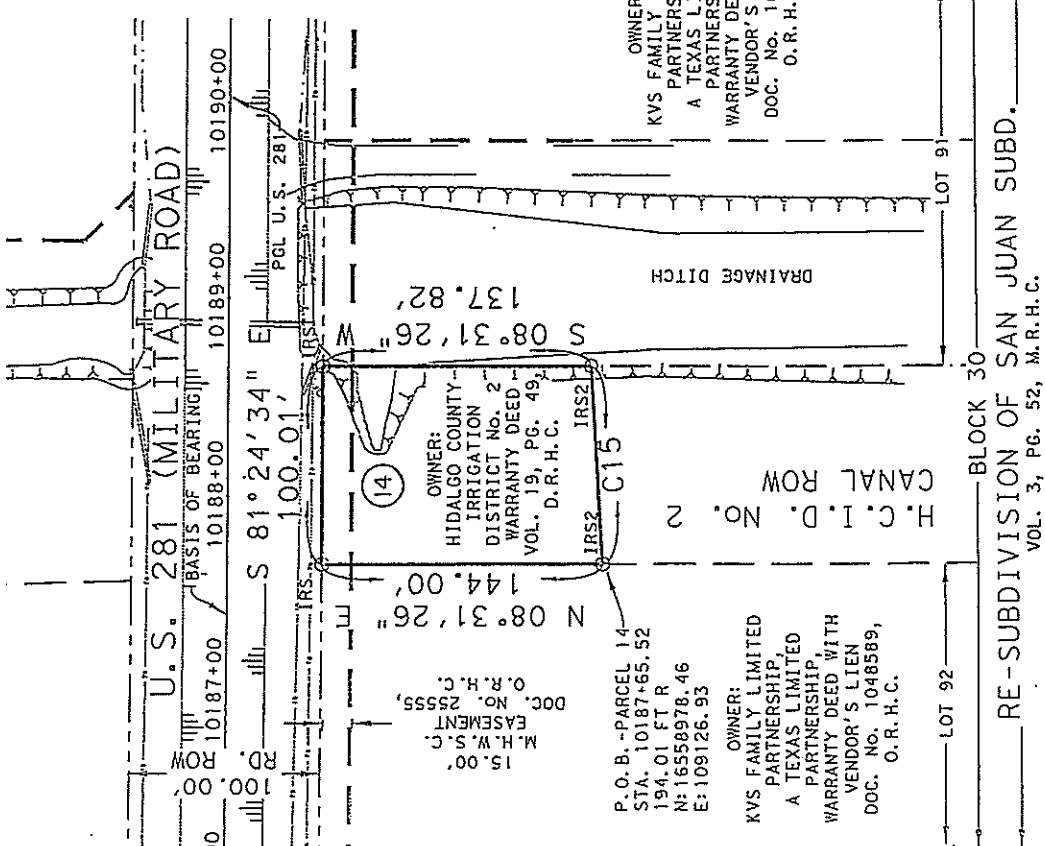 U.S. 281 (MILITARY ROAD)
BASIS OF BEARING
10187+00
10188+00
10189+00
10190+00
0
100.00'
RD. ROW
PGL U.S. 281
S 81°24'34" E
100.01'
IRS
IRS
15.00'
M.H.W.S.C.
EASEMENT
DOC. No. 25555,
O.R.H.C.
N 08°31'26" E
144.00'
S 08°31'26" W
137.82'
14
OWNER:
HIDALGO COUNTY
IRRIGATION
DISTRICT No. 2
WARRANTY DEED
VOL. 19, PG. 49,
D.R.H.C.
IRS2
IRS2
C15
DRAINAGE DITCH
H.C.I.D. No. 2
CANAL ROW
P.O.B.-PARCEL 14
STA. 10187+65.52
194.01 FT R
N:16558978.46
E:109126.93
OWNER:
KVS FAMILY LIMITED
PARTNERSHIP,
A TEXAS LIMITED
PARTNERSHIP,
WARRANTY DEED WITH
VENDOR'S LIEN
DOC. No. 1048589,
O.R.H.C.
OWNER
KVS FAMILY
PARTNERS
A TEXAS L
PARTNERS
WARRANTY DE
VENDOR'S
DOC. No. 1
O.R.H.
LOT 92
LOT 91
BLOCK 30
RE-SUBDIVISION OF SAN JUAN SUBD.
VOL. 3, PG. 52, M.R.H.C.